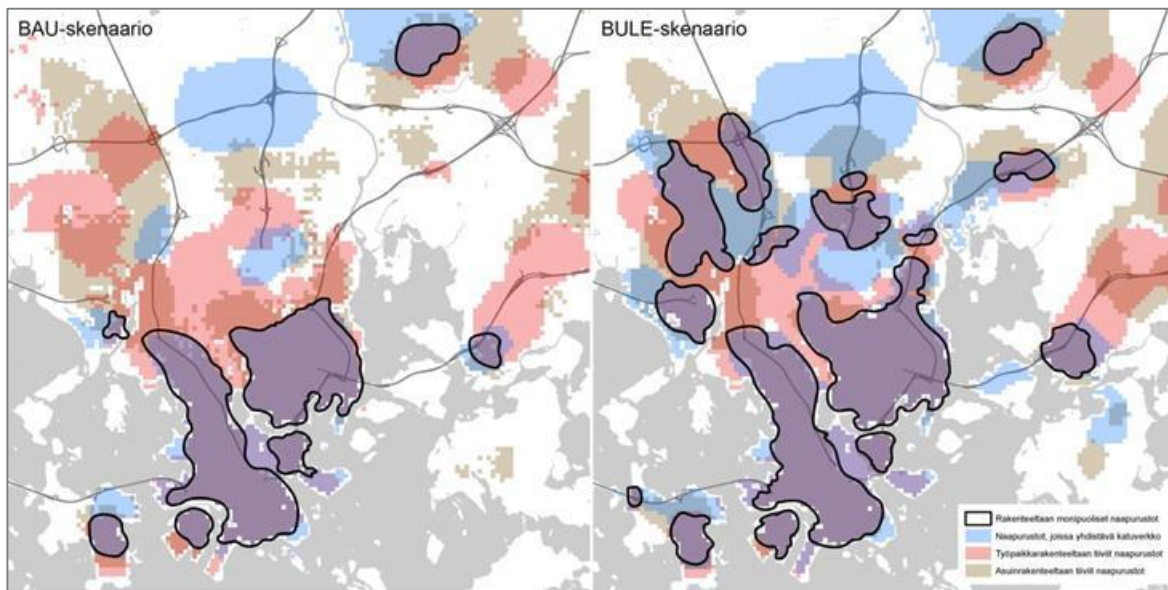 BAU-skenaario
BULE-skenaario
Rakenteeltaan monipuoliset naapurustot
Naapurustot, joissa yhdistävä katuverkko
Työpaikkarakenteeltaan tiiviit naapurustot
Asuinrakenteeltaan tiiviit naapurustot